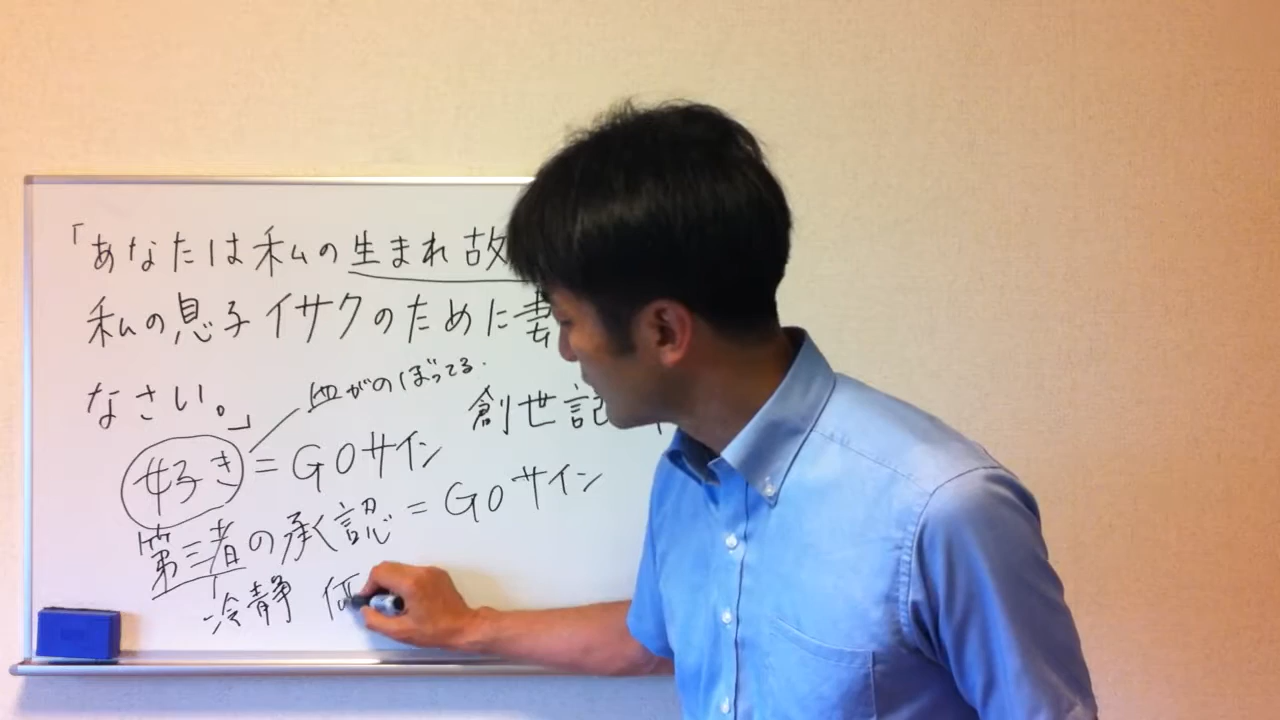 「あなたは私の生まれ故
私の息子イサクのために妻
なさい。」
血がのぼってる.
創世記
好き = GOサイン
第三者の承認 = GOサイン
冷静 価